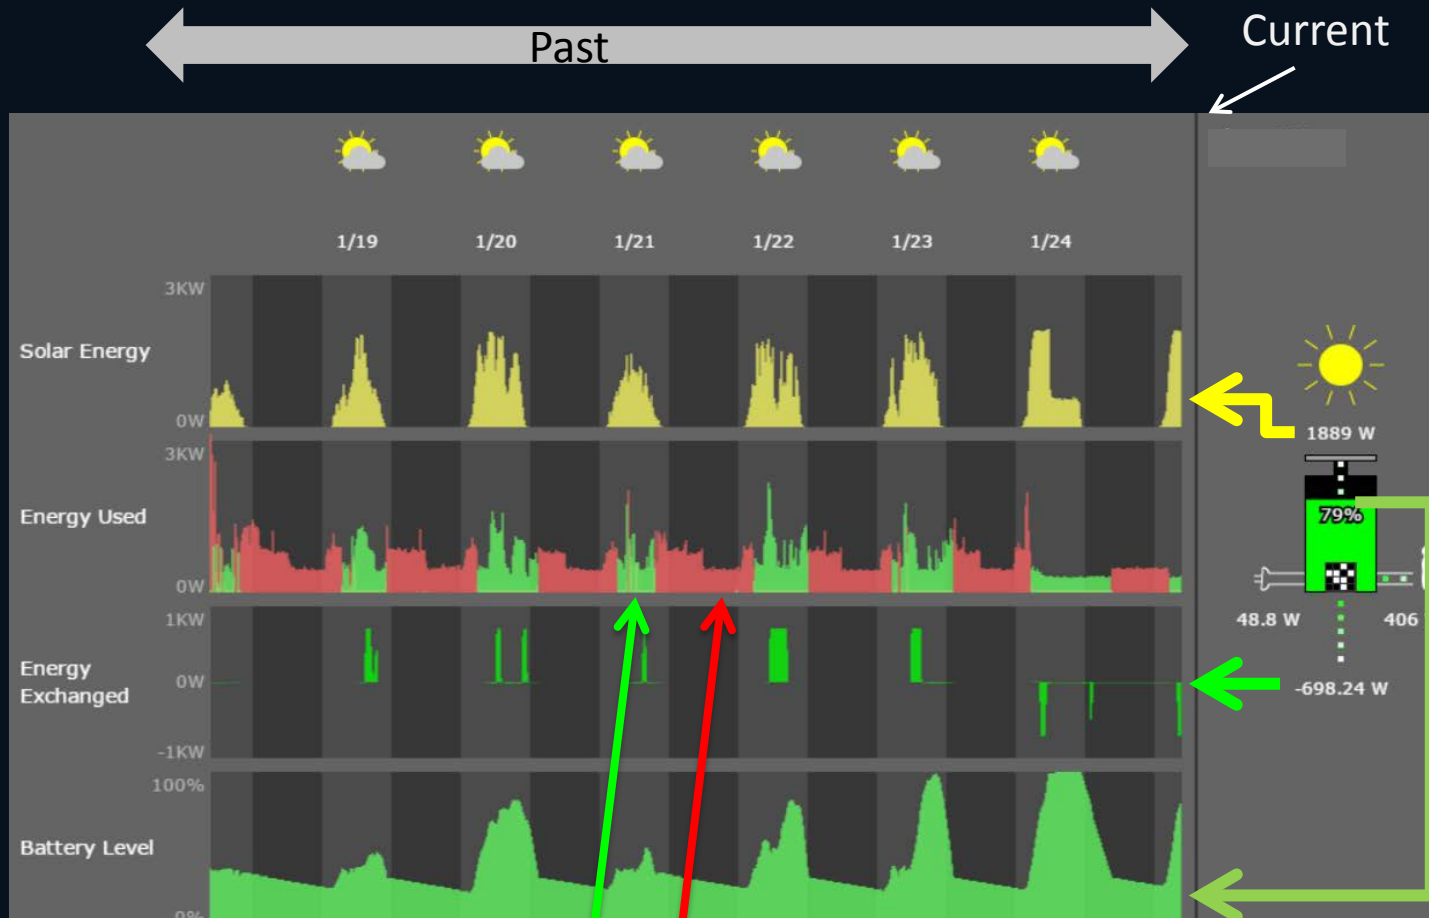 Past
Current
1/19
1/20
1/21
1/22
1/23
1/24
3KW
Solar Energy
0W
1889 W
3KW
Energy Used
0W
79%
48.8 W
406
1KW
Energy
Exchanged
0W
-1KW
-698.24 W
100%
Battery Level
0%